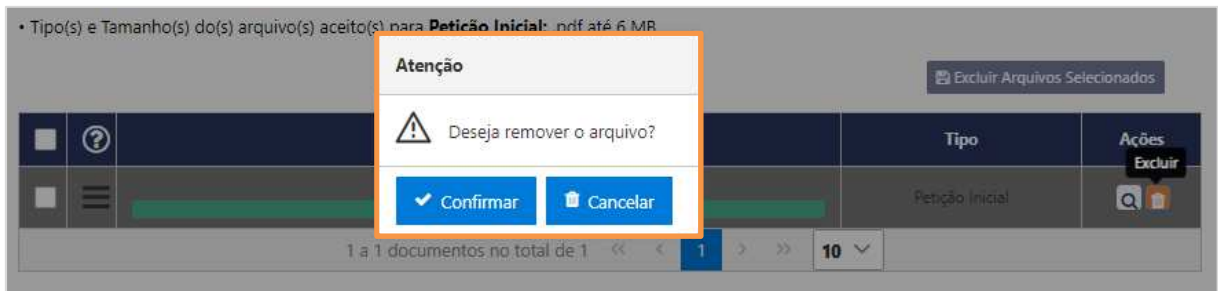 • Tipo(s) e Tamanho(s) do(s) arquivo(s) aceito(s) para Petição Inicial: .pdf até 6 MB
Atenção
Excluir Arquivos Selecionados
Deseja remover o arquivo?
Tipo Ações
Excluir
Petição Inicial
Confirmar Cancelar
1 a 1 documentos no total de 1 << < 1 > >> 10